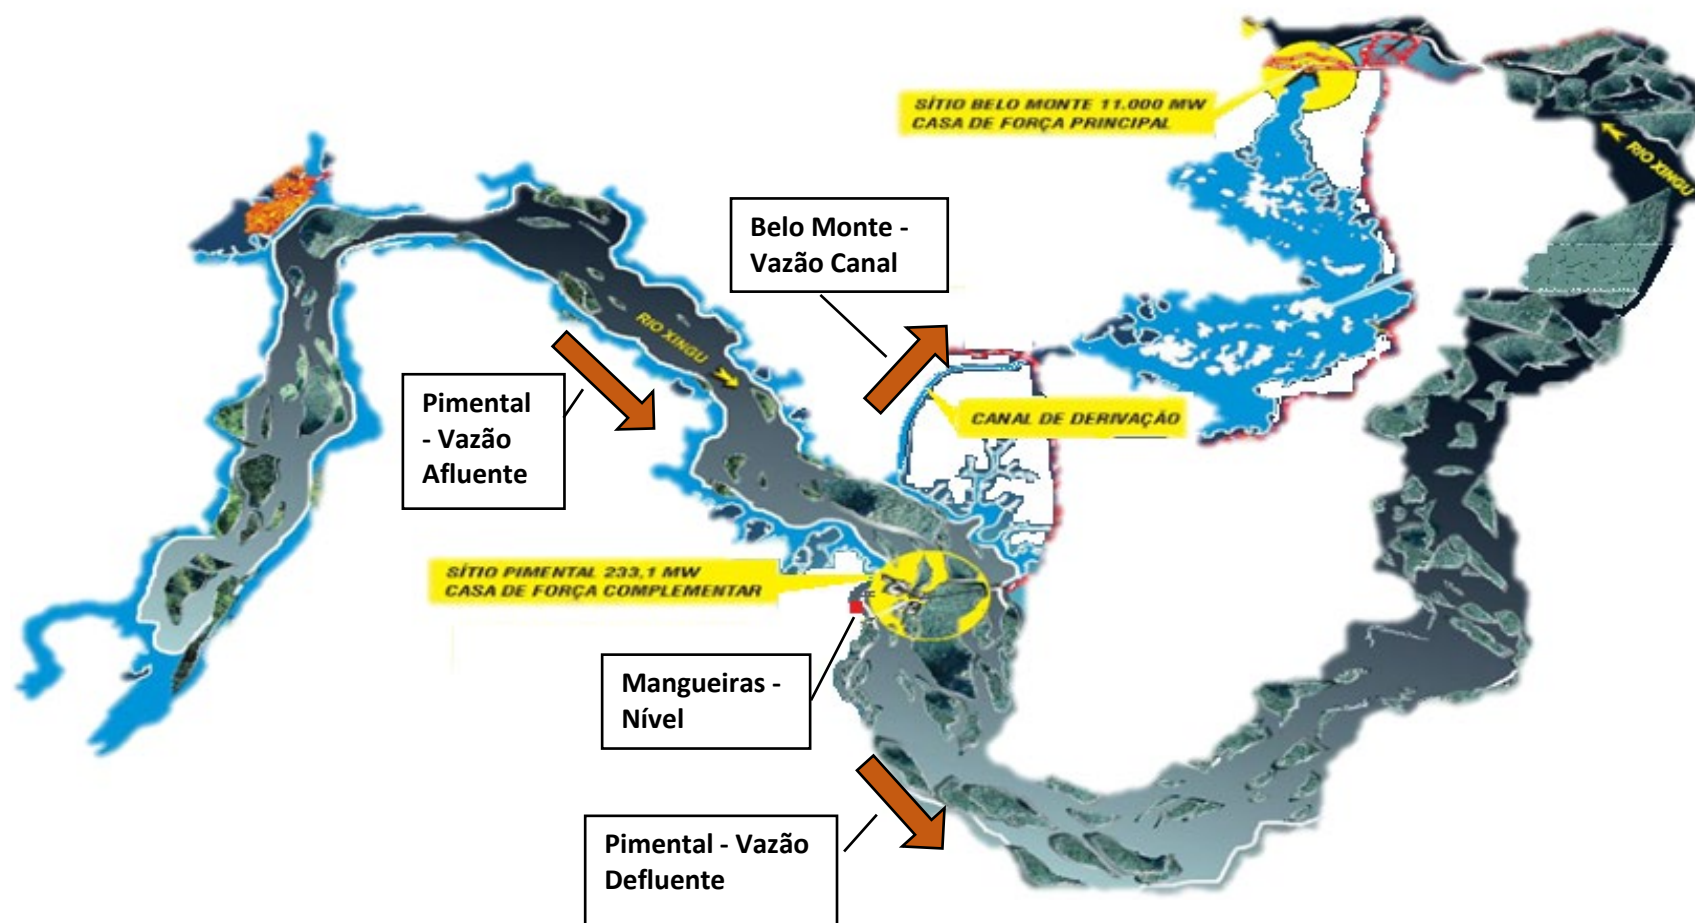 SÍTIO BELO MONTE 11.000 MW
CASA DE FORÇA PRINCIPAL
RIO XINGU
Belo Monte -
Vazão Canal
RIO XINGU
Pimental
- Vazão
Afluente
CANAL DE DERIVAÇÃO
SÍTIO PIMENTAL 233,1 MW
CASA DE FORÇA COMPLEMENTAR
Mangueiras -
Nível
Pimental - Vazão
Defluente